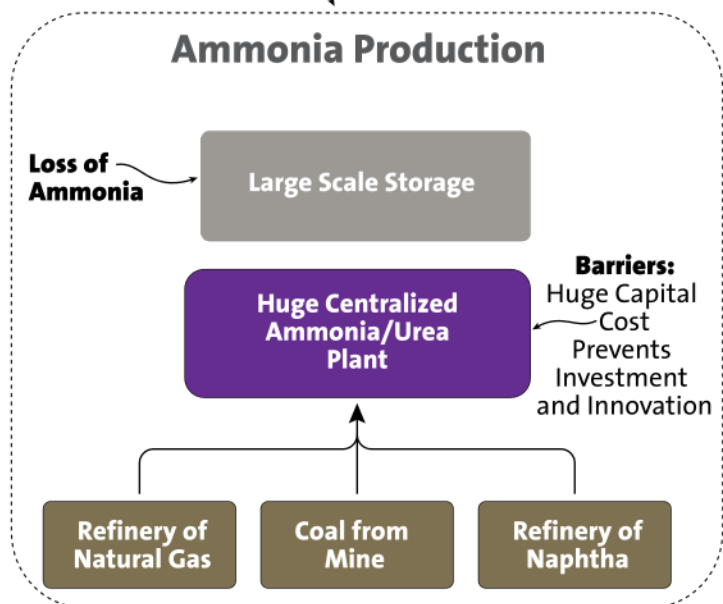 Ammonia Production
Loss of
Ammonia
Large Scale Storage
Huge Centralized
Ammonia/Urea
Plant
Barriers:
Huge Capital
Cost
Prevents
Investment
and Innovation
Refinery of
Natural Gas
Coal from
Mine
Refinery of
Naphtha